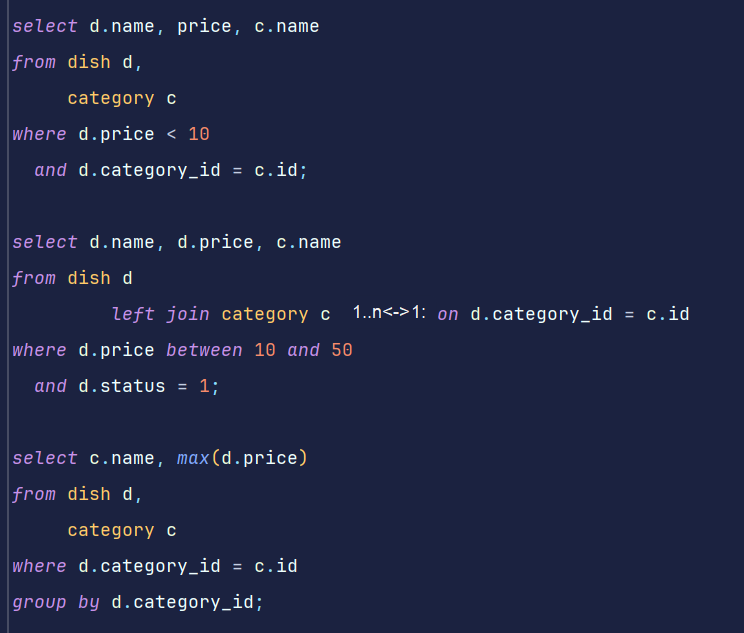 select d.name, price, c.name
from dish d,
category c
where d.price < 10
and d.category_id = c.id;
select d.name, d.price, c.name
from dish d
left join category c 1..n<->1: on d.category_id = c.id
where d.price between 10 and 50
and d.status = 1;
select c.name, max(d.price)
from dish d,
category c
where d.category_id = c.id
group by d.category_id;